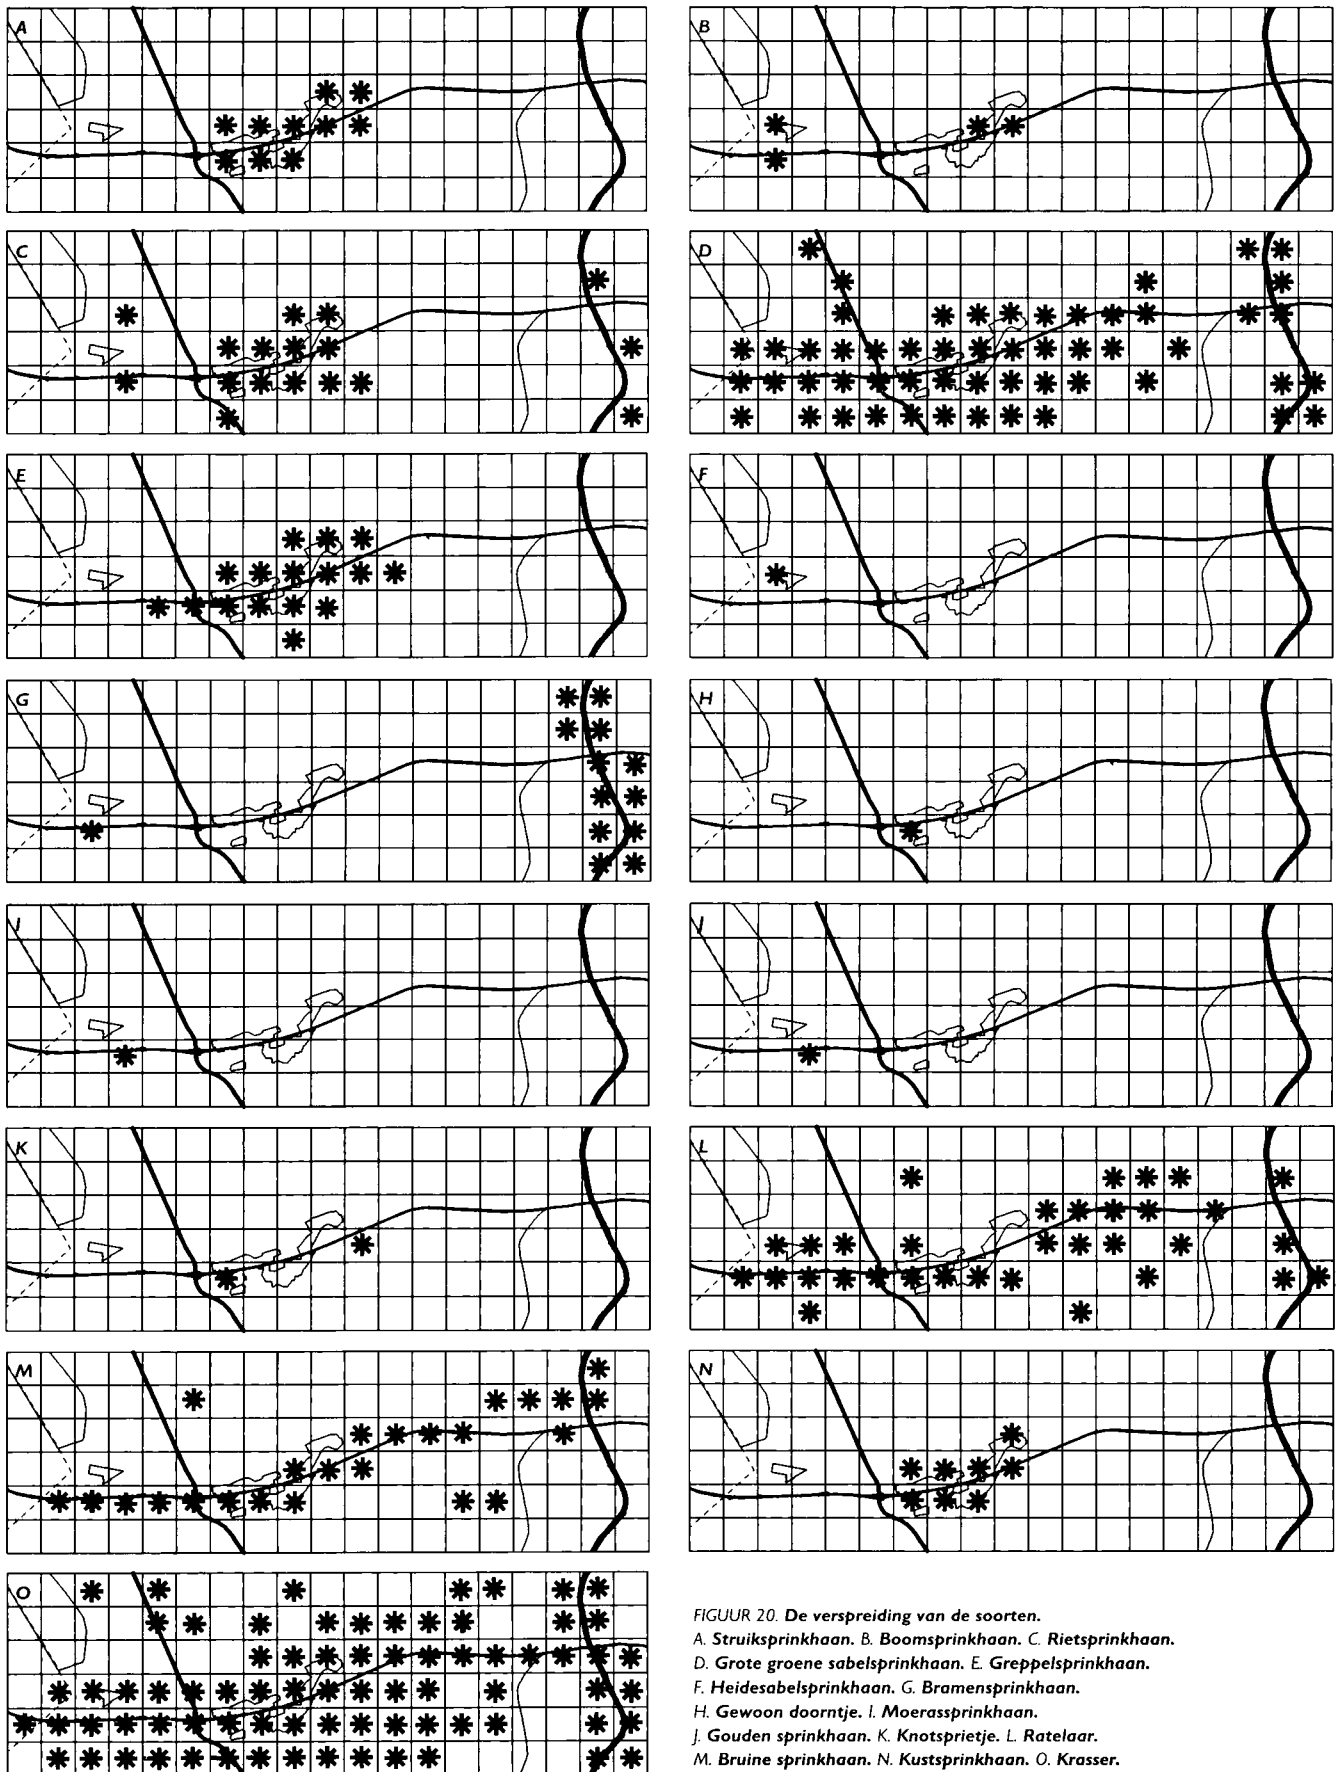 A
B
C
D
E
F
G
H
I
J
K
L
M
N
O
FIGUUR 20. De verspreiding van de soorten.
A. Struiksprinkhaan. B. Boomsprinkhaan. C. Rietsprinkhaan.
D. Grote groene sabelsprinkhaan. E. Greppelsprinkhaan.
F. Heidesabelsprinkhaan. G. Bramensprinkhaan.
H. Gewoon doorntje. I. Moerassprinkhaan.
J. Gouden sprinkhaan. K. Knotsprietje. L. Ratelaar.
M. Bruine sprinkhaan. N. Kustsprinkhaan. O. Krasser.